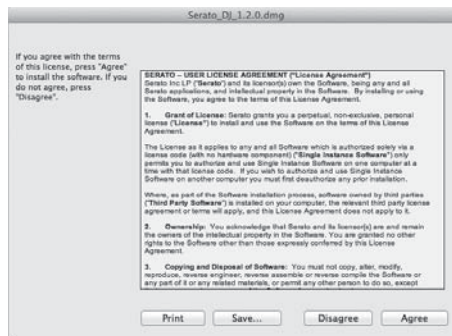 Serato_DJ_1.2.0.dmg
If you agree with the terms
of this license, press "Agree"
to install the software. If you
do not agree, press
"Disagree".
SERATO – USER LICENSE AGREEMENT ("License Agreement")
Serato Inc LP ("Serato") and its licensor(s) own the Software, being any and all
Serato applications, and intellectual property in the Software. By installing or using
the Software, you agree to the terms of this License Agreement.
1. Grant of License: Serato grants you a perpetual, non-exclusive, personal
license ("License") to install and use the Software on the terms of this License
Agreement.
The License as it applies to any and all Software which is authorized solely via a
license code (with no hardware component) ("Single Instance Software") only
permits you to authorize and use Single Instance Software on one computer at a
time with that license code. If you wish to authorize and use Single Instance
Software on another computer you must first deauthorize any prior installation.
Where, as part of the Software installation process, software owned by third parties
("Third Party Software") is installed on your computer, the relevant third party license
agreement or terms will apply, and this License Agreement does not apply to it.
2. Ownership: You acknowledge that Serato and its licensor(s) are and remain
the owners of the intellectual property in the Software. You are granted no other
rights to the Software other than those expressly conferred by this License
Agreement.
3. Copying and Disposal of Software: You must not copy, alter, modify,
reproduce, reverse engineer, reverse assemble or reverse compile the Software or
any part of it or any related materials, or permit any other person to do so, except
Print Save... Disagree Agree